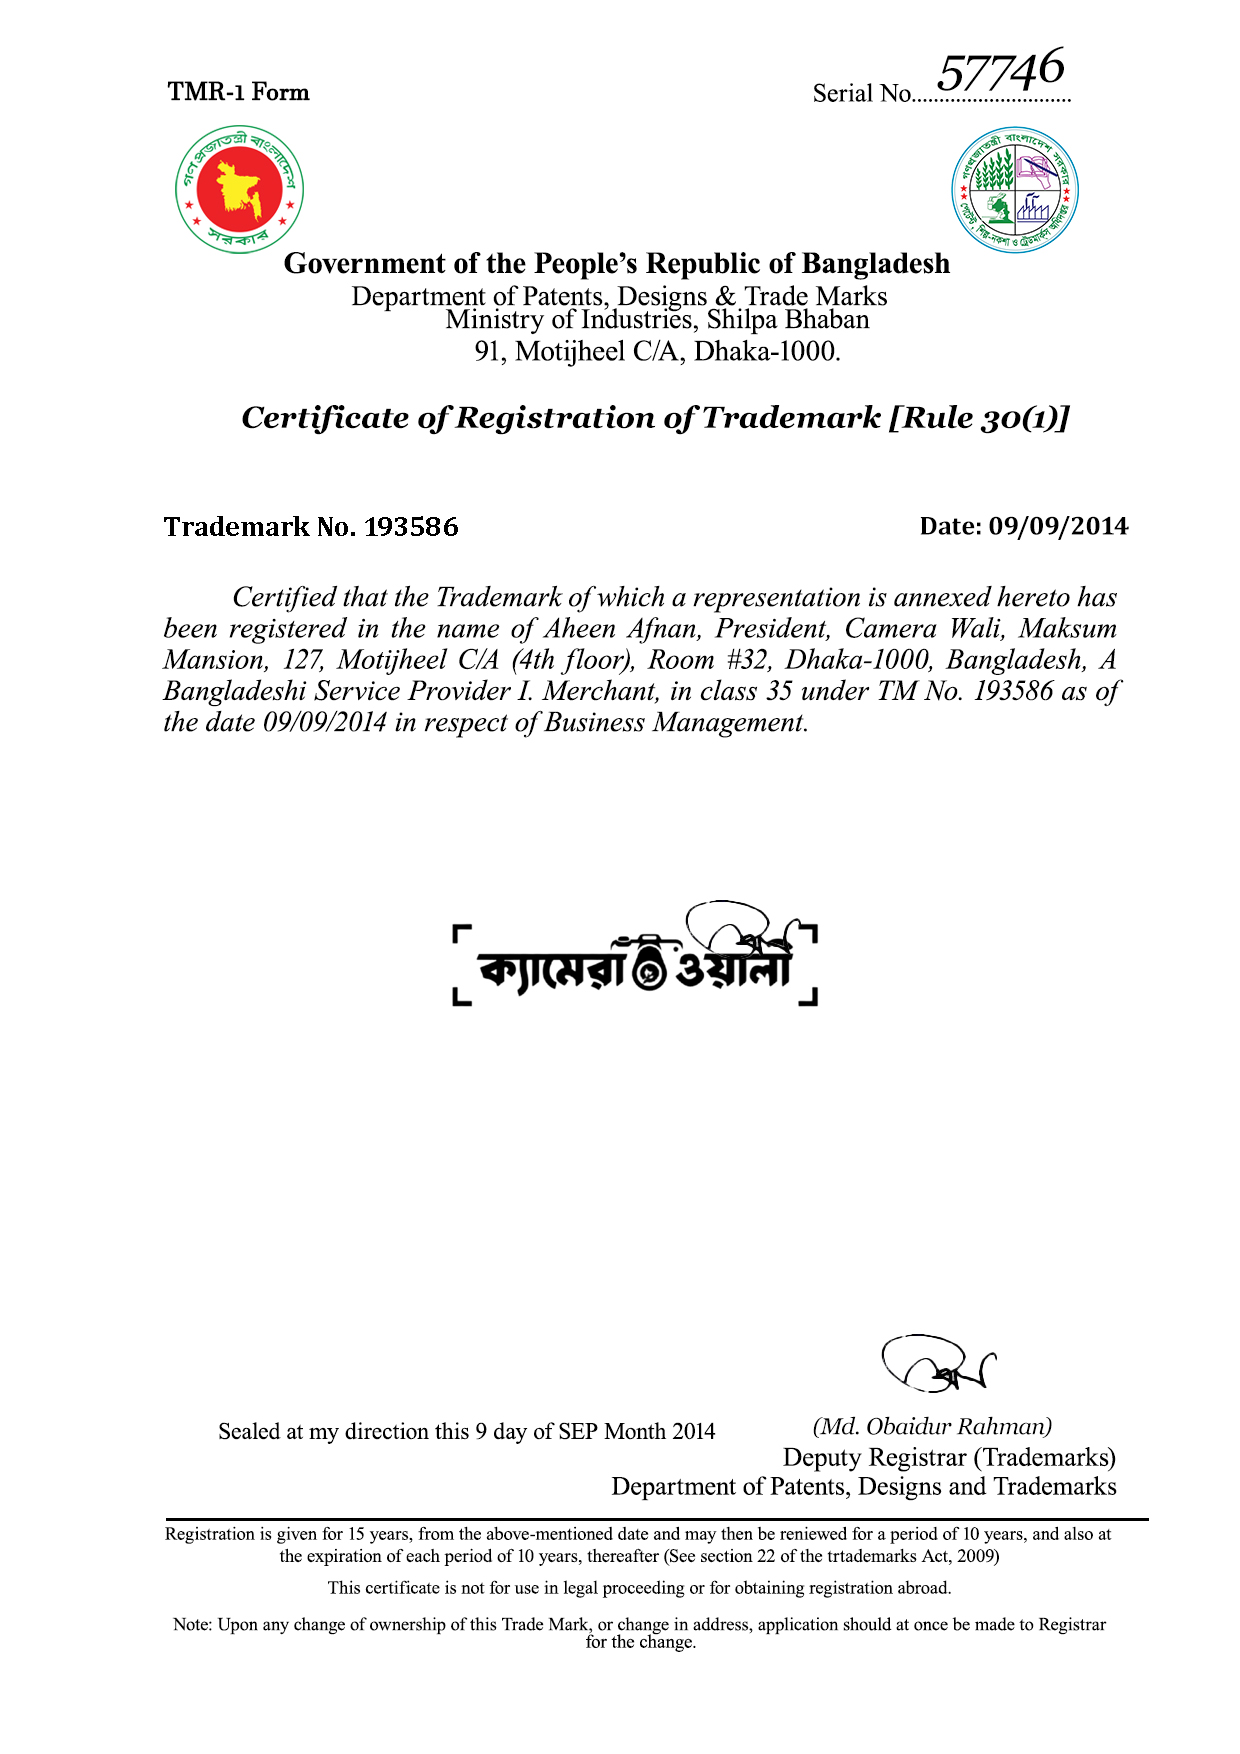 TMR-1 Form
Serial No............................. 57746
গণপ্রজাতন্ত্রী বাংলাদেশ
সরকার
গণপ্রজাতন্ত্রী বাংলাদেশ সরকার
পেটেন্ট, শিল্প-নকশা ও ট্রেডমার্কস অধিদপ্তর
Government of the People’s Republic of Bangladesh
Department of Patents, Designs & Trade Marks
Ministry of Industries, Shilpa Bhaban
91, Motijheel C/A, Dhaka-1000.
Certificate of Registration of Trademark [Rule 30(1)]
Trademark No. 193586
Date: 09/09/2014
Certified that the Trademark of which a representation is annexed hereto has
been registered in the name of Aheen Afnan, President, Camera Wali, Maksum
Mansion, 127, Motijheel C/A (4th floor), Room #32, Dhaka-1000, Bangladesh, A
Bangladeshi Service Provider I. Merchant, in class 35 under TM No. 193586 as of
the date 09/09/2014 in respect of Business Management.
ক্যামেরা ওয়ালী
Sealed at my direction this 9 day of SEP Month 2014
(Md. Obaidur Rahman)
Deputy Registrar (Trademarks)
Department of Patents, Designs and Trademarks
Registration is given for 15 years, from the above-mentioned date and may then be reniewed for a period of 10 years, and also at
the expiration of each period of 10 years, thereafter (See section 22 of the trtademarks Act, 2009)
This certificate is not for use in legal proceeding or for obtaining registration abroad.
Note: Upon any change of ownership of this Trade Mark, or change in address, application should at once be made to Registrar
for the change.